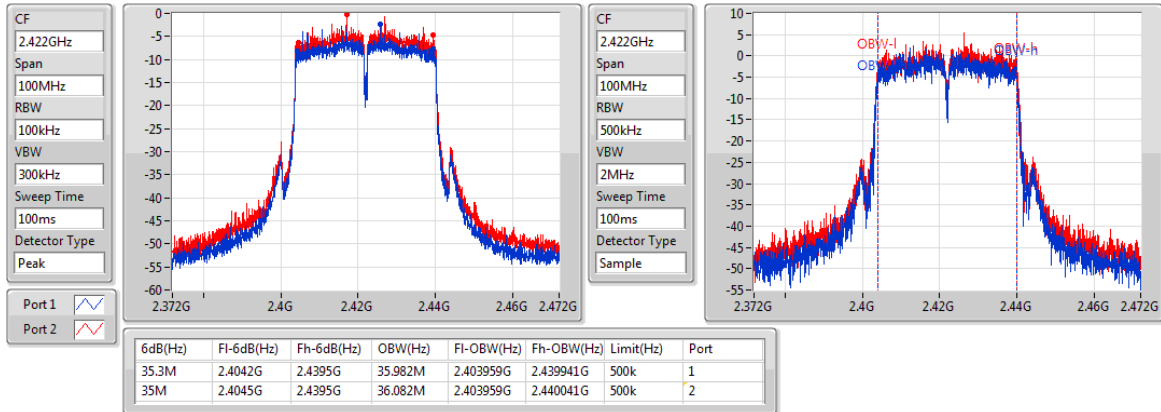 CF
2.422GHz
Span
100MHz
RBW
100kHz
VBW
300kHz
Sweep Time
100ms
Detector Type
Peak
Port 1
Port 2
0
-5
-10
-15
-20
-25
-30
-35
-40
-45
-50
-55
-60
2.372G 2.4G 2.42G 2.44G 2.46G 2.472G
CF
2.422GHz
Span
100MHz
RBW
500kHz
VBW
2MHz
Sweep Time
100ms
Detector Type
Sample
10
5
0
-5
-10
-15
-20
-25
-30
-35
-40
-45
-50
-55
OBW-l
OBW-h
2.372G 2.4G 2.42G 2.44G 2.46G 2.472G
6dB(Hz) Fl-6dB(Hz) Fh-6dB(Hz) OBW(Hz) Fl-OBW(Hz) Fh-OBW(Hz) Limit(Hz) Port
35.3M 2.4042G 2.4395G 35.982M 2.403959G 2.439941G 500k 1
35M 2.4045G 2.4395G 36.082M 2.403959G 2.440041G 500k 2